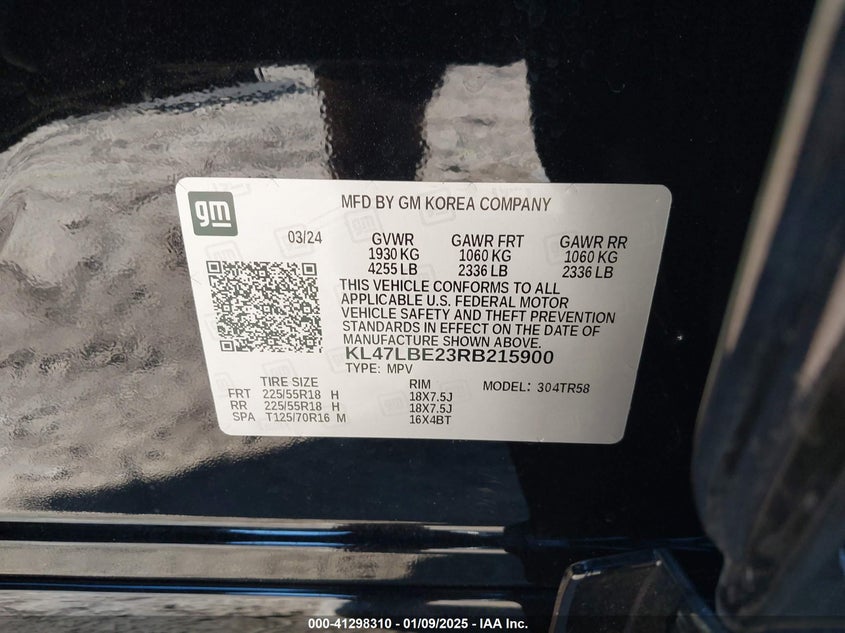 gm
MFD BY GM KOREA COMPANY
03/24 GVWR GAWR FRT GAWR RR
1930 KG 1060 KG 1060 KG
4255 LB 2336 LB 2336 LB
THIS VEHICLE CONFORMS TO ALL
APPLICABLE U.S. FEDERAL MOTOR
VEHICLE SAFETY AND THEFT PREVENTION
STANDARDS IN EFFECT ON THE DATE OF
MANUFACTURE SHOWN ABOVE.
KL47LBE23RB215900
TYPE: MPV
TIRE SIZE RIM MODEL: 304TR58
FRT 225/55R18 H 18X7.5J
RR 225/55R18 H 18X7.5J
SPA T125/70R16 M 16X4BT
000-41298310 - 01/09/2025 - IAA Inc.